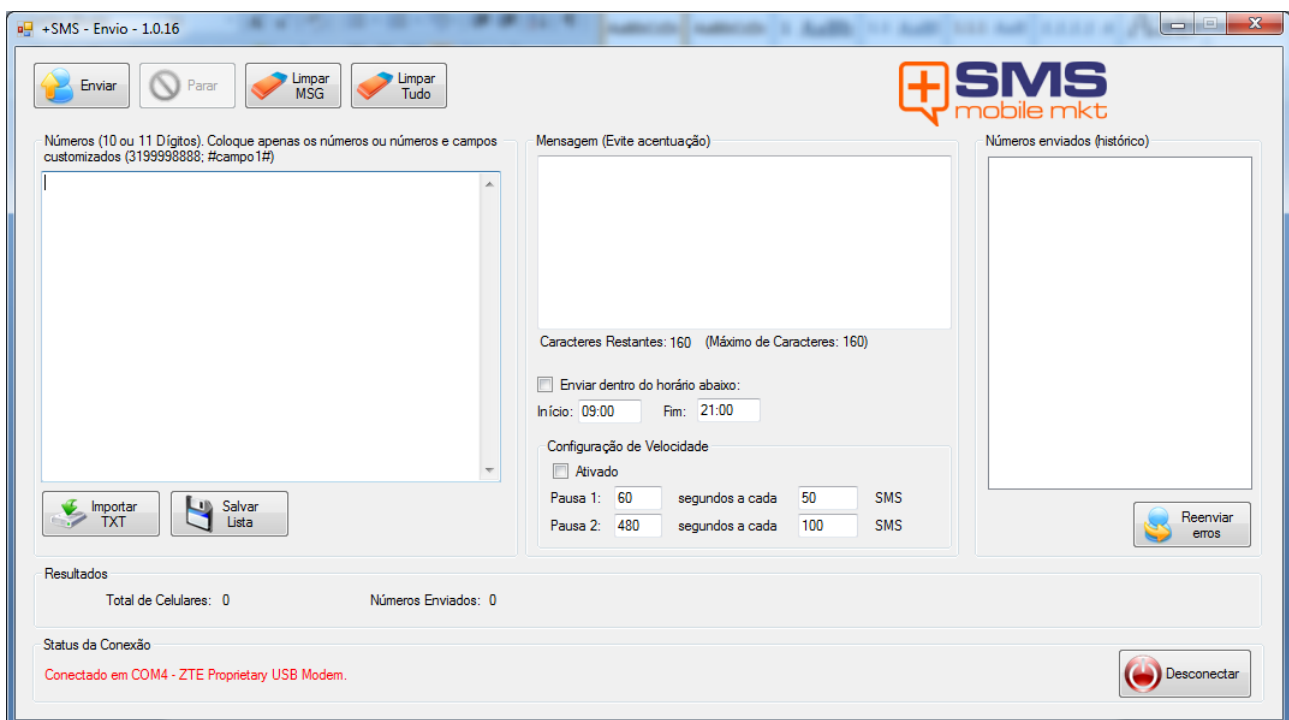 +SMS - Envio - 1.0.16
Enviar
Parar
Limpar
MSG
Limpar
Tudo
SMS
mobile mkt
Números (10 ou 11 Dígitos). Coloque apenas os números ou números e campos
customizados (3199998888; #campo1#)
Mensagem (Evite acentuação)
Números enviados (histórico)
Caracteres Restantes: 160 (Máximo de Caracteres: 160)
Enviar dentro do horário abaixo:
Início: 09:00 Fim: 21:00
Configuração de Velocidade
Ativado
Pausa 1: 60 segundos a cada 50 SMS
Pausa 2: 480 segundos a cada 100 SMS
Importar
TXT
Salvar
Lista
Reenviar
erros
Resultados
Total de Celulares: 0 Números Enviados: 0
Status da Conexão
Conectado em COM4 - ZTE Proprietary USB Modem.
Desconectar